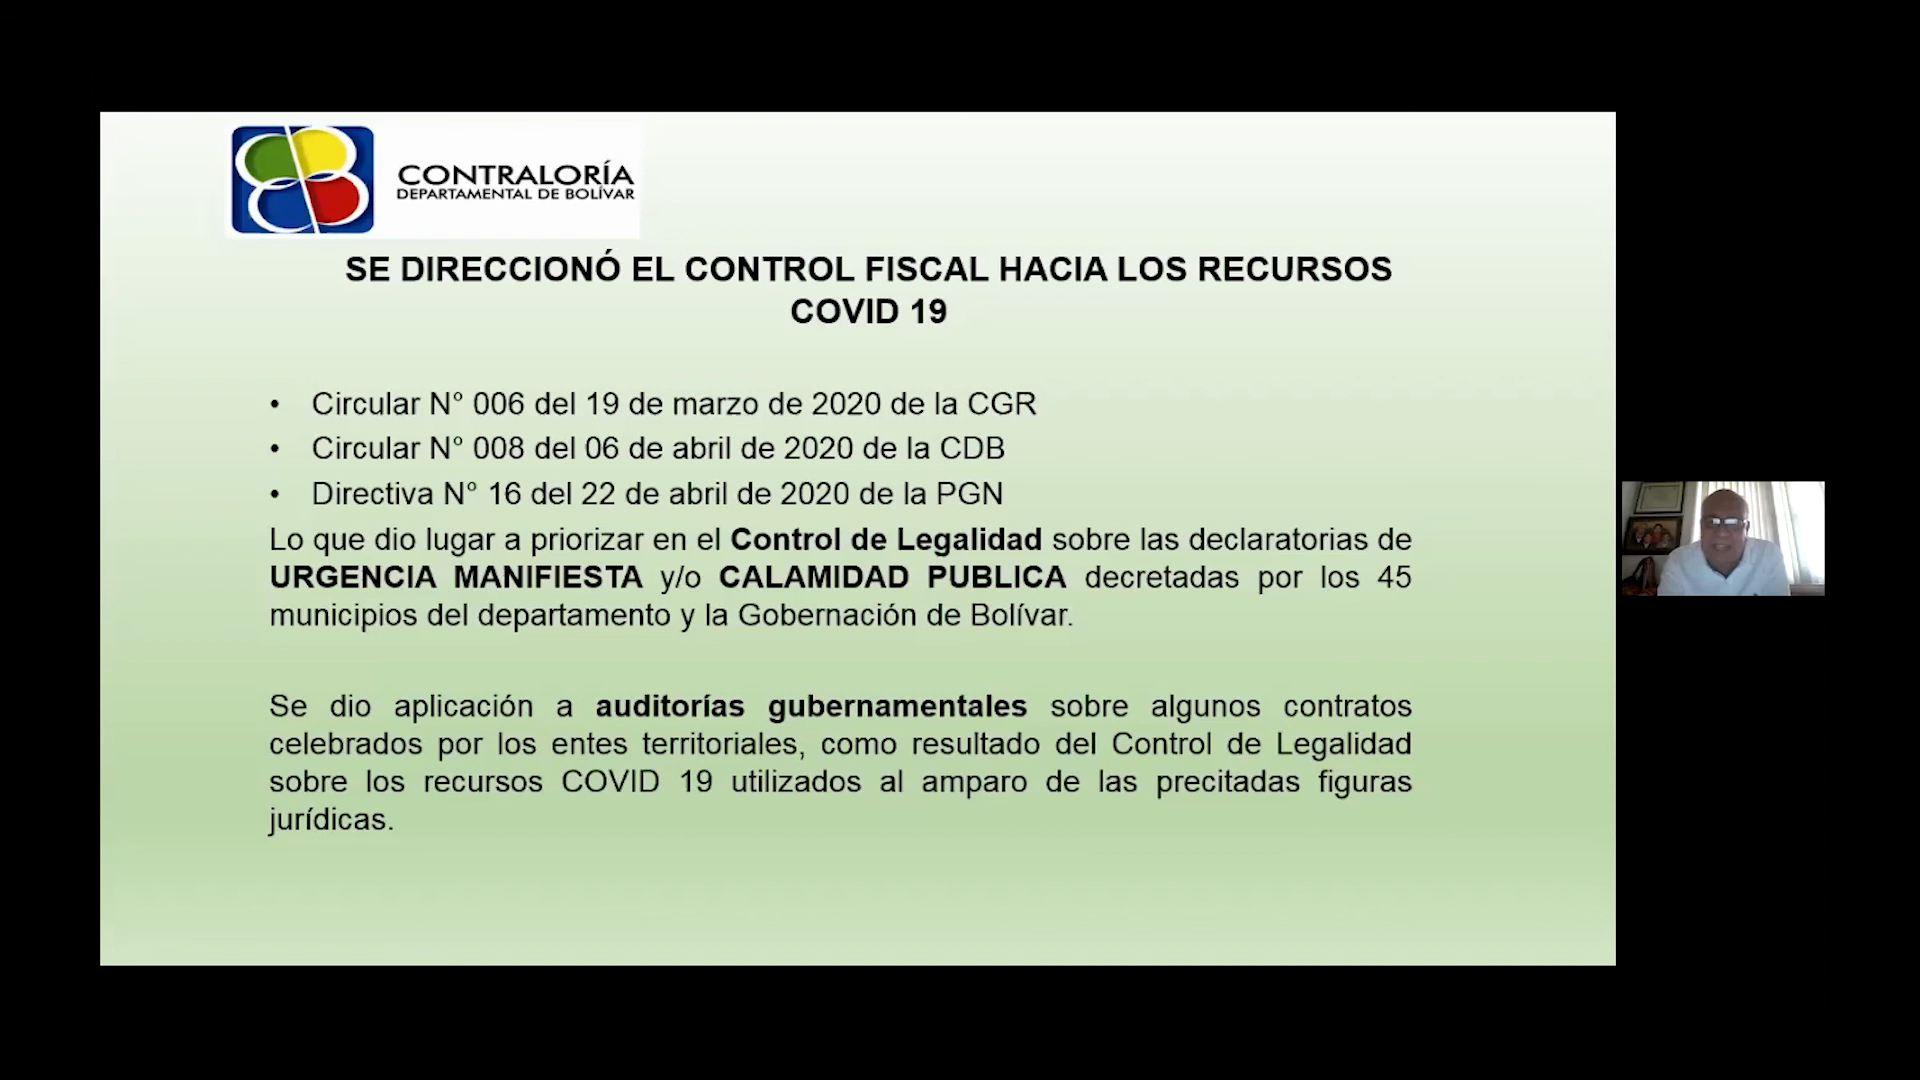 CONTRALORÍA
DEPARTAMENTAL DE BOLÍVAR
SE DIRECCIONÓ EL CONTROL FISCAL HACIA LOS RECURSOS
COVID 19
• Circular N° 006 del 19 de marzo de 2020 de la CGR
• Circular N° 008 del 06 de abril de 2020 de la CDB
• Directiva N° 16 del 22 de abril de 2020 de la PGN
Lo que dio lugar a priorizar en el Control de Legalidad sobre las declaratorias de
URGENCIA MANIFIESTA y/o CALAMIDAD PUBLICA decretadas por los 45
municipios del departamento y la Gobernación de Bolívar.
Se dio aplicación a auditorías gubernamentales sobre algunos contratos
celebrados por los entes territoriales, como resultado del Control de Legalidad
sobre los recursos COVID 19 utilizados al amparo de las precitadas figuras
jurídicas.